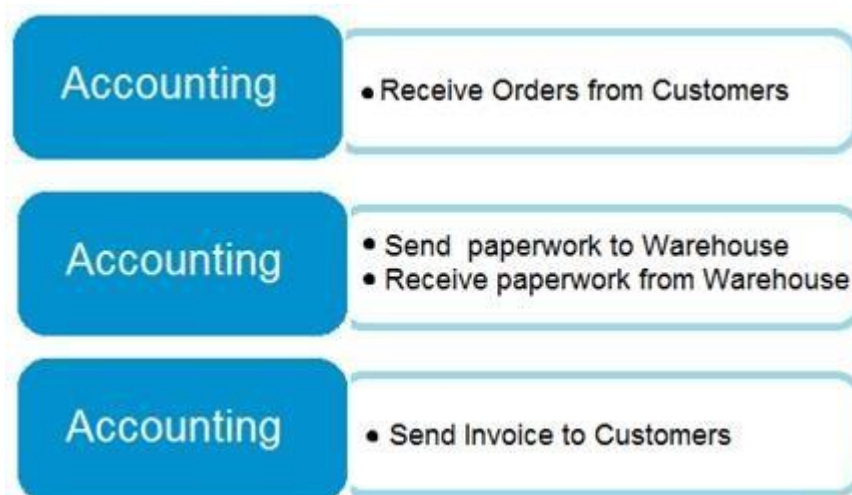 Accounting
• Receive Orders from Customers
Accounting
• Send paperwork to Warehouse
• Receive paperwork from Warehouse
Accounting
• Send Invoice to Customers